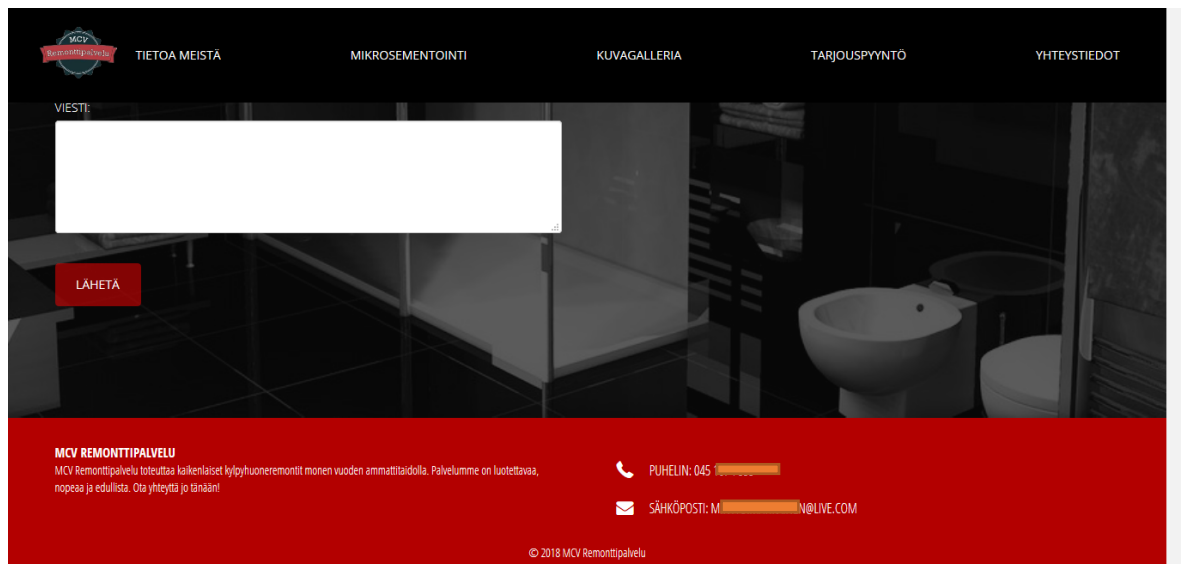 MCV
Remonttipalvelu
TIETOA MEISTÄ
MIKROSEMENTOINTI
KUVAGALLERIA
TARJOUSPYYNTÖ
YHTEYSTIEDOT
VIESTI:
LÄHETÄ
MCV REMONTTIPALVELU
MCV Remonttipalvelu toteuttaa kaikenlaiset kylpyhuoneremontit monen vuoden ammattitaidolla. Palvelumme on luotettavaa,
nopeaa ja edullista. Ota yhteyttä jo tänään!
PUHELIN: 045
SÄHKÖPOSTI: M N@LIVE.COM
© 2018 MCV Remonttipalvelu